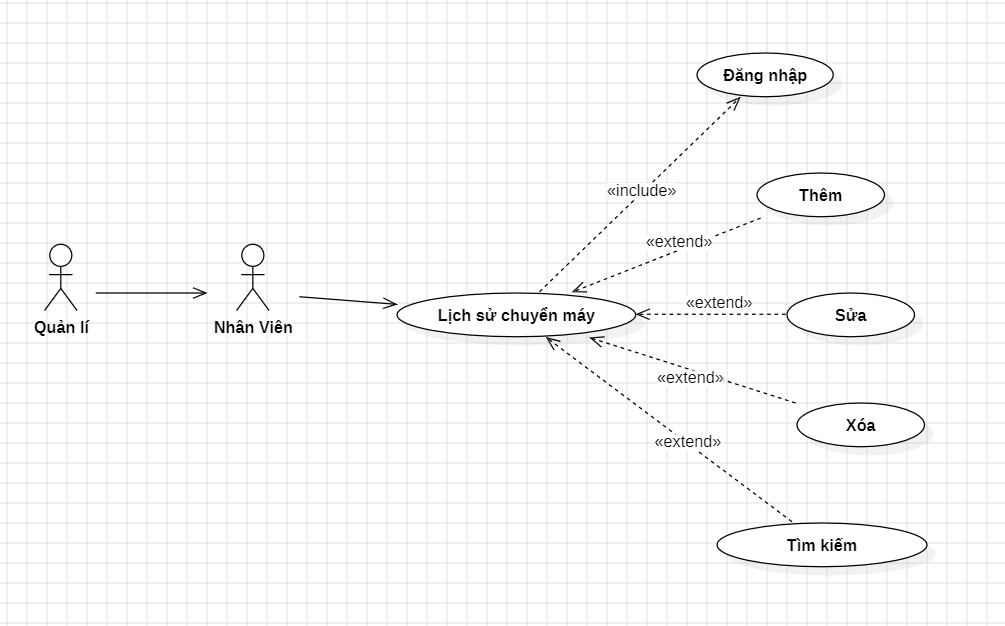 Đăng nhập
«include»
Thêm
«extend»
Quản lí
Nhân Viên
Lịch sử chuyển máy
«extend»
Sửa
«extend»
Xóa
«extend»
Tìm kiếm